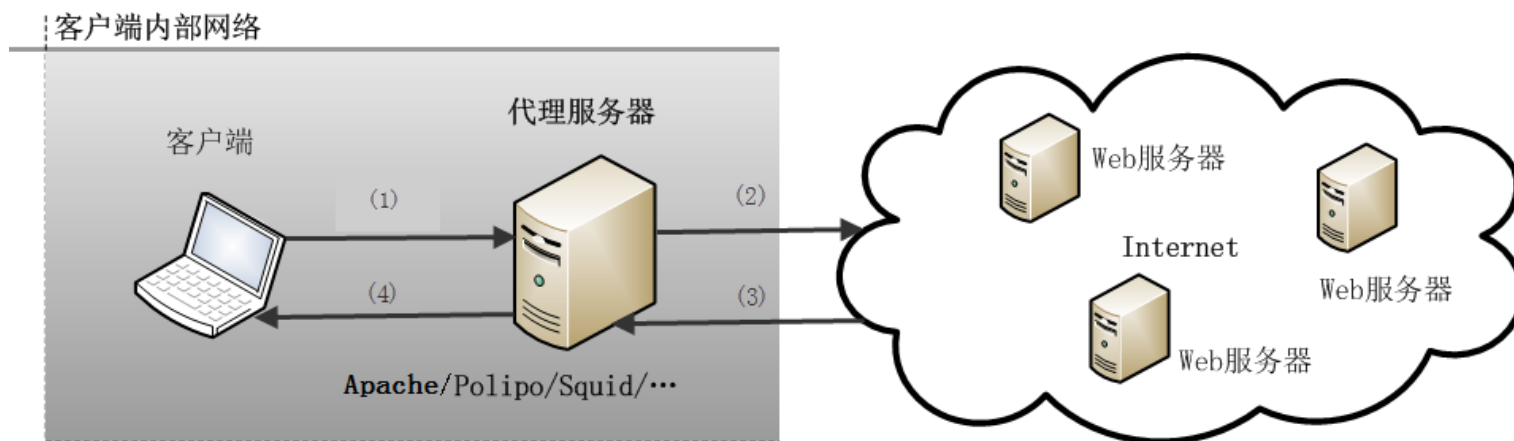 客户端内部网络
代理服务器
客户端
(1)
(2)
(4)
(3)
Apache/Polipo/Squid/…
Web服务器
Internet
Web服务器
Web服务器